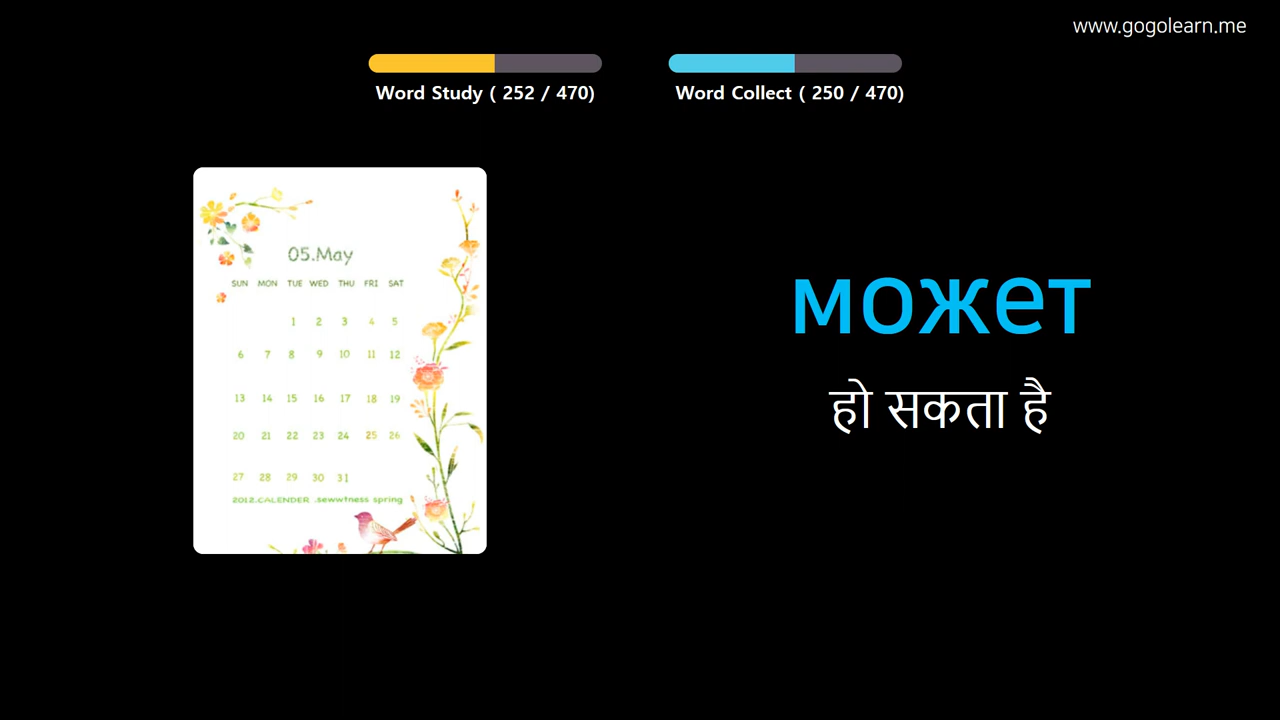 www.gogolearn.me
Word Study ( 252 / 470)
Word Collect ( 250 / 470)
05.May
SUN MON TUE WED THU FRI SAT
1 2 3 4 5
6 7 8 9 10 11 12
13 14 15 16 17 18 19
20 21 22 23 24 25 26
27 28 29 30 31
2012.CALENDER .sewwtness spring
может
हो सकता है